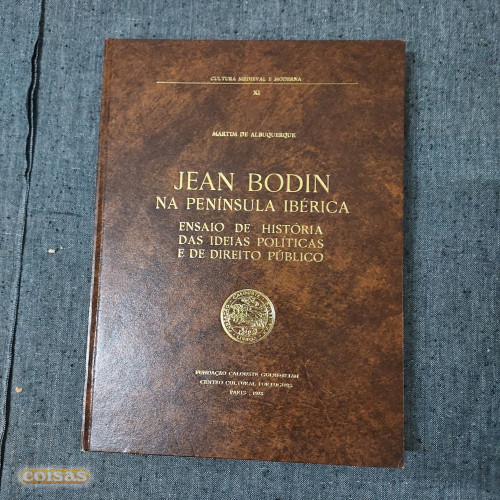 CULTURA MEDIEVAL E MODERNA
XI
MARTIM DE ALBUQUERQUE
JEAN BODIN
NA PENÍNSULA IBÉRICA
ENSAIO DE HISTÓRIA
DAS IDEIAS POLÍTICAS
E DE DIREITO PÚBLICO
FUNDAÇÃO CALOUSTE GULBENKIAN
CENTRO CULTURAL PORTUGUÊS
PARIS, 1978
coisas